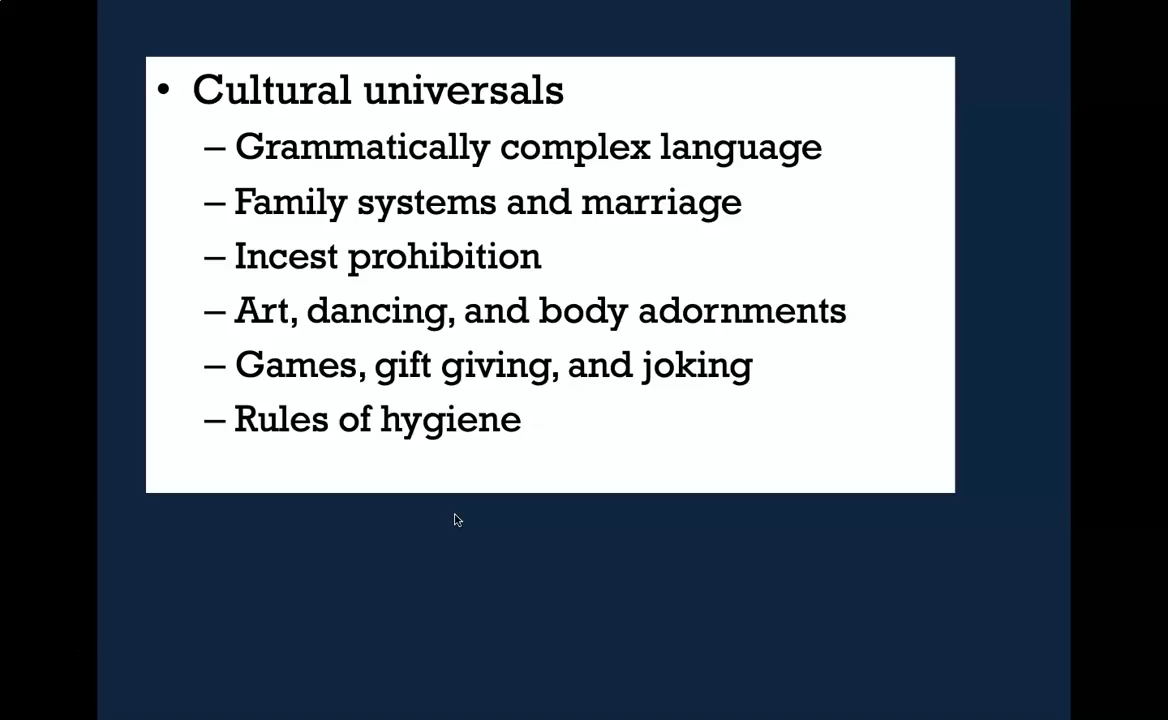 • Cultural universals
– Grammatically complex language
– Family systems and marriage
– Incest prohibition
– Art, dancing, and body adornments
– Games, gift giving, and joking
– Rules of hygiene